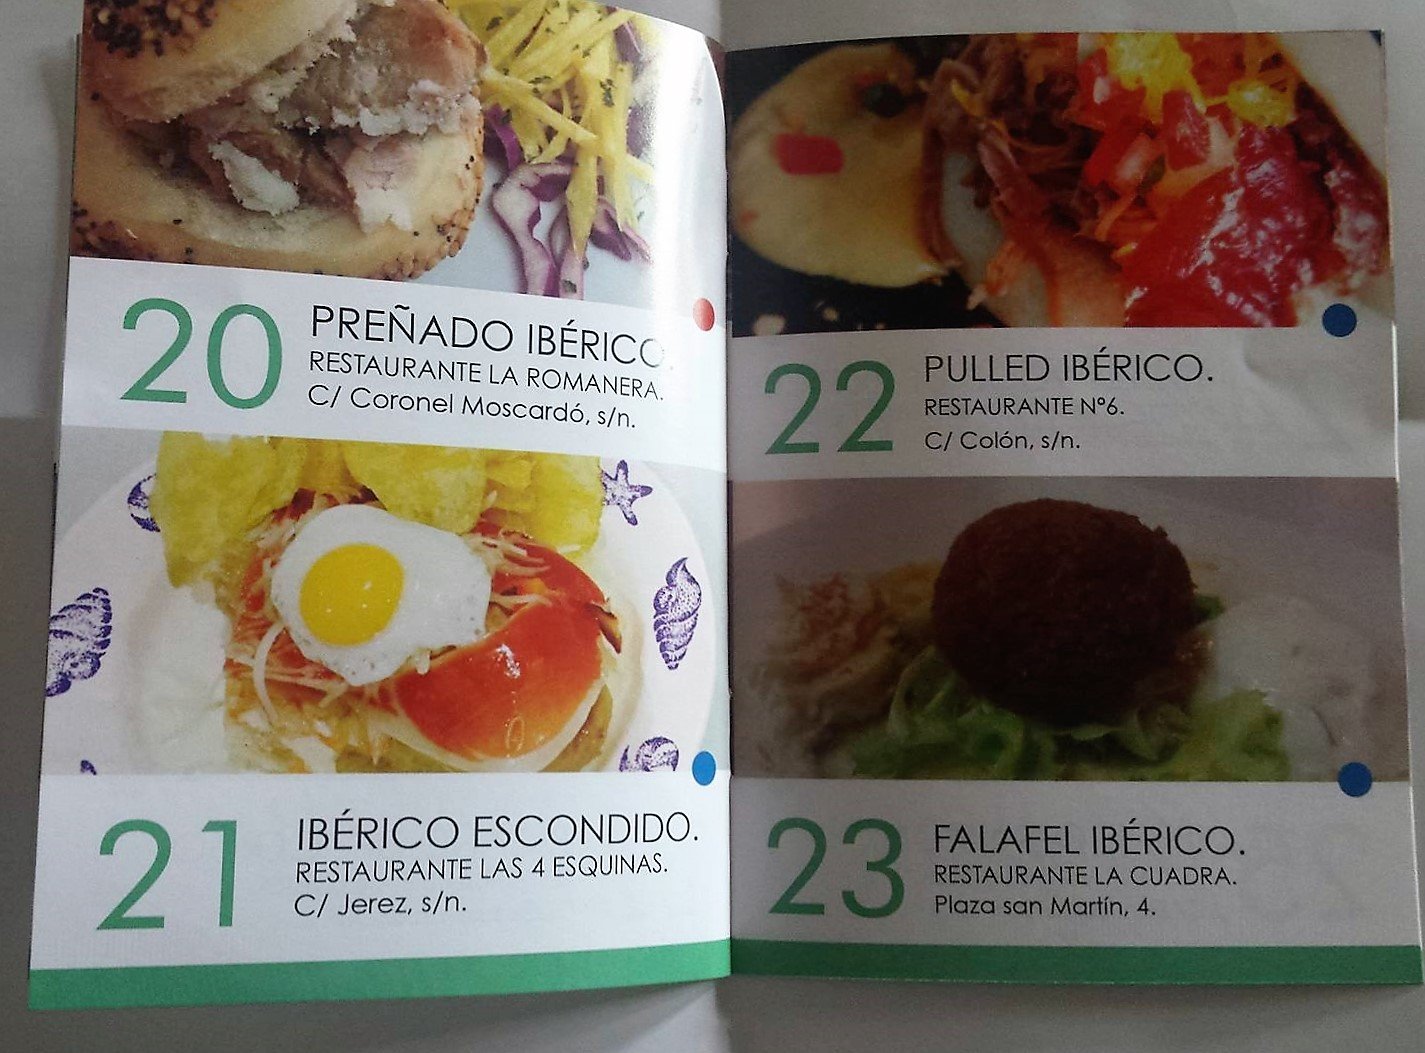 20
PREÑADO IBÉRICO.
RESTAURANTE LA ROMANERA.
C/ Coronel Moscardó, s/n.
21
IBÉRICO ESCONDIDO.
RESTAURANTE LAS 4 ESQUINAS.
C/ Jerez, s/n.
22
PULLED IBÉRICO.
RESTAURANTE Nº6.
C/ Colón, s/n.
23
FALAFEL IBÉRICO.
RESTAURANTE LA CUADRA.
Plaza san Martín, 4.